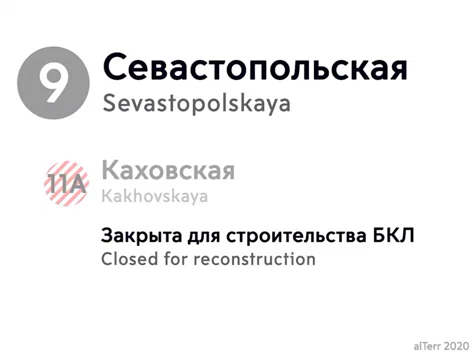 9
Севастопольская
Sevastopolskaya
11А
Каховская
Kakhovskaya
Закрыта для строительства БКЛ
Closed for reconstruction
alTerr 2020